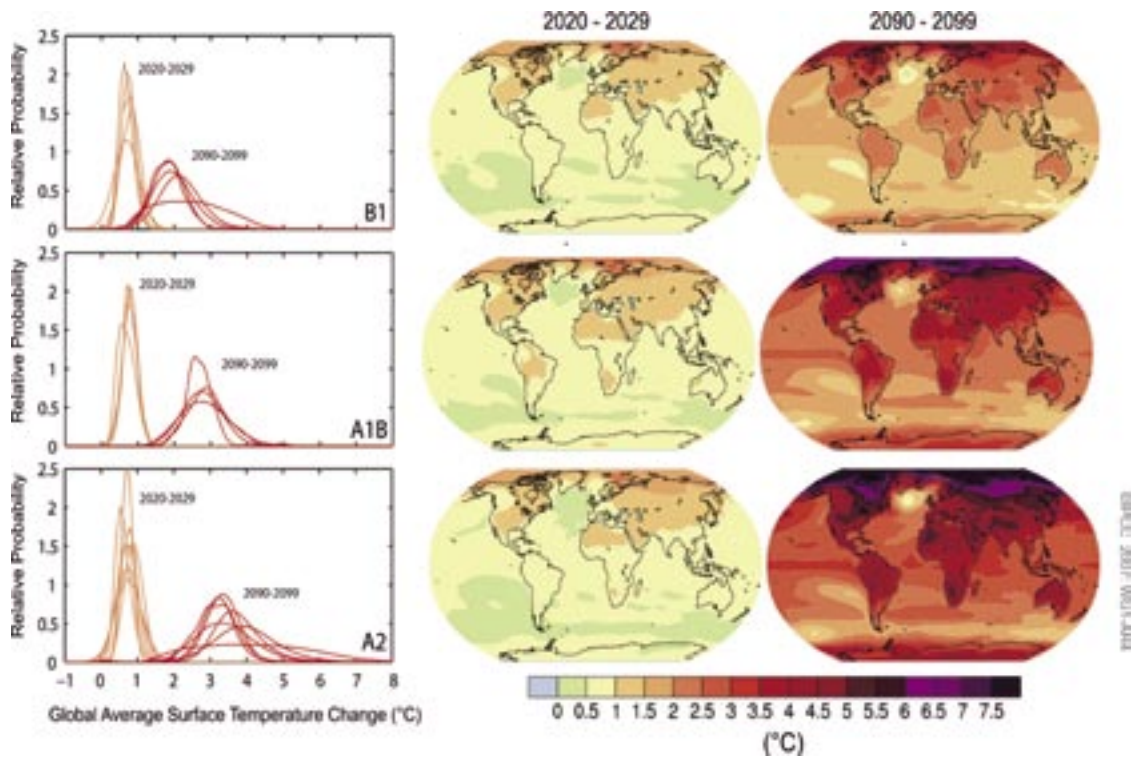 2020 - 2029
2090 - 2099
Relative Probability
2.5
2
1.5
1
0.5
0
2020-2029
2090-2099
B1
Relative Probability
2
1.5
1
0.5
0
2020-2029
2090-2099
A1B
Relative Probability
2.5
2
1.5
1
0.5
0
2020-2029
2090-2099
A2
−1 0 1 2 3 4 5 6 7 8
Global Average Surface Temperature Change (°C)
0 0.5 1 1.5 2 2.5 3 3.5 4 4.5 5 5.5 6 6.5 7 7.5
(°C)
2007